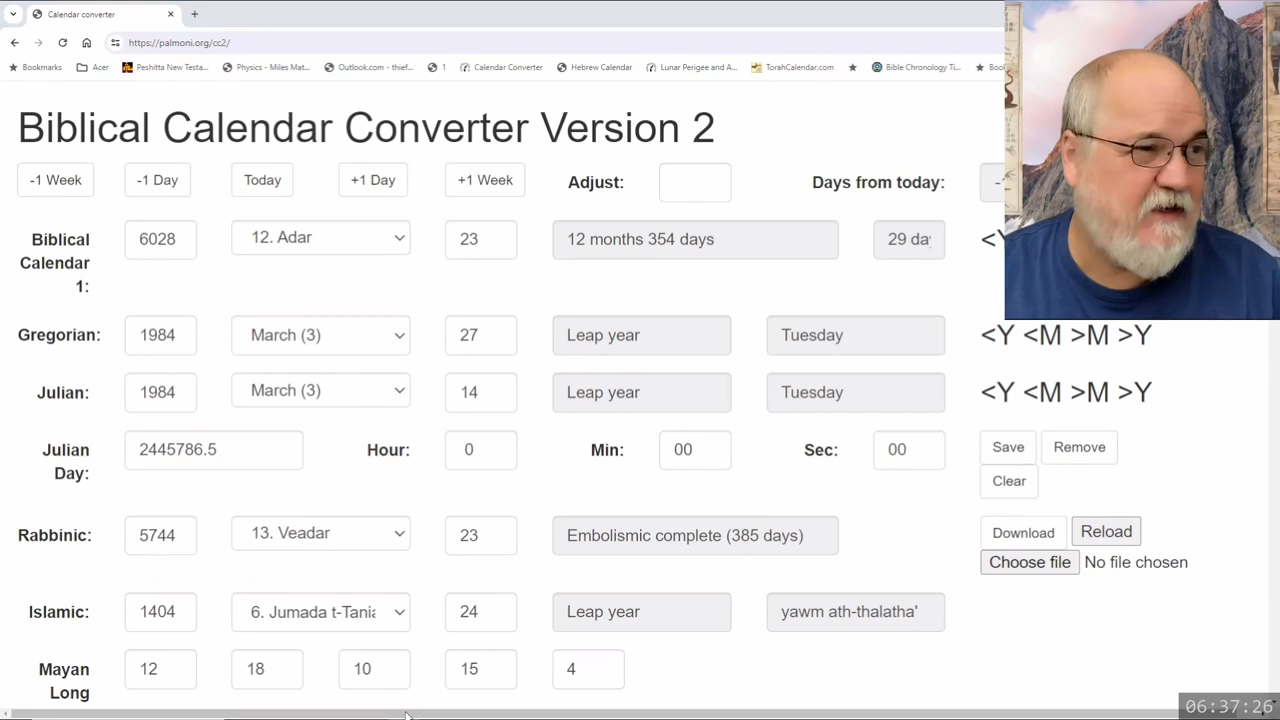 Calendar converter
https://palmoni.org/cc2/
Bookmarks Acer Peshitta New Testa... Physics - Miles Mat... Outlook.com - thief... 1 Calendar Converter Hebrew Calendar Lunar Perigee and A... TorahCalendar.com Bible Chronology Ti...
Biblical Calendar Converter Version 2
-1 Week -1 Day Today +1 Day +1 Week Adjust: Days from today:
Biblical Calendar 1: 6028 12. Adar 23 12 months 354 days 29 day
Gregorian: 1984 March (3) 27 Leap year Tuesday <Y <M >M >Y
Julian: 1984 March (3) 14 Leap year Tuesday <Y <M >M >Y
Julian Day: 2445786.5 Hour: 0 Min: 00 Sec: 00 Save Remove
Clear
Rabbinic: 5744 13. Veadar 23 Embolismic complete (385 days) Download Reload
Choose file No file chosen
Islamic: 1404 6. Jumada t-Tania 24 Leap year yawm ath-thalatha'
Mayan Long 12 18 10 15 4
06:37:26